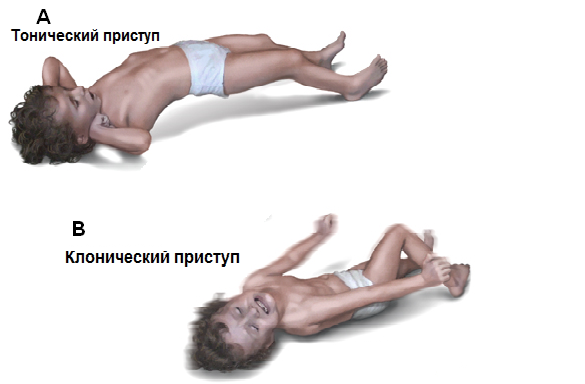 A
Тонический приступ
B
Клонический приступ